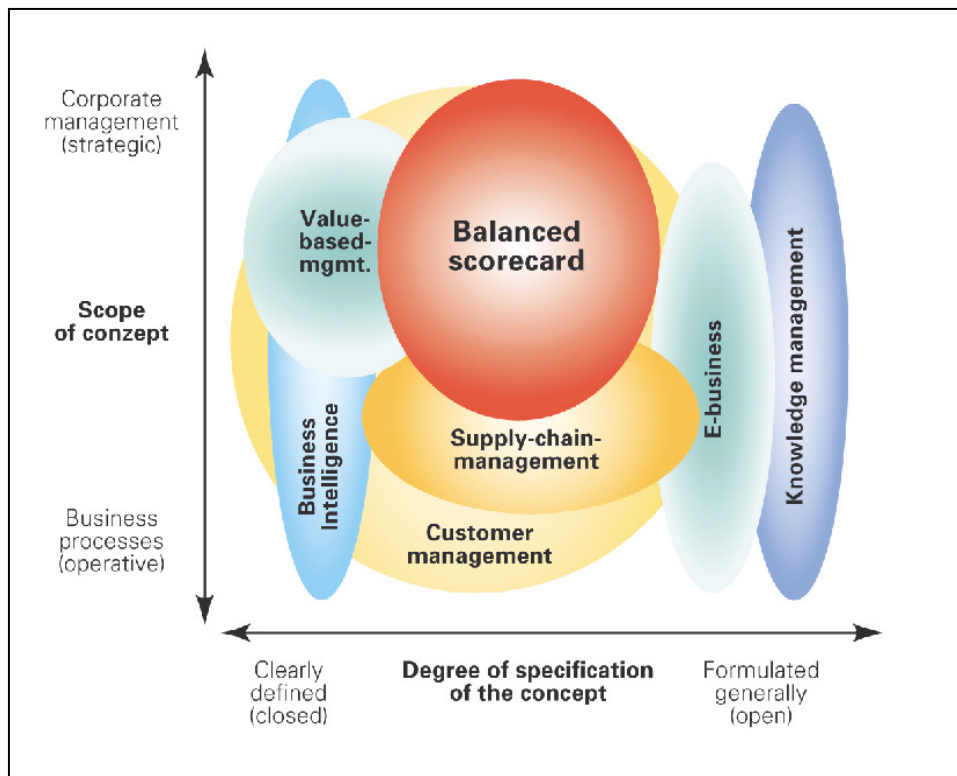 Corporate
management
(strategic)
Value-
based-
mgmt.
Balanced
scorecard
Scope
of conzept
Business
Intelligence
Supply-chain-
management
E-business
Knowledge management
Customer
management
Business
processes
(operative)
Clearly
defined
(closed)
Degree of specification
of the concept
Formulated
generally
(open)